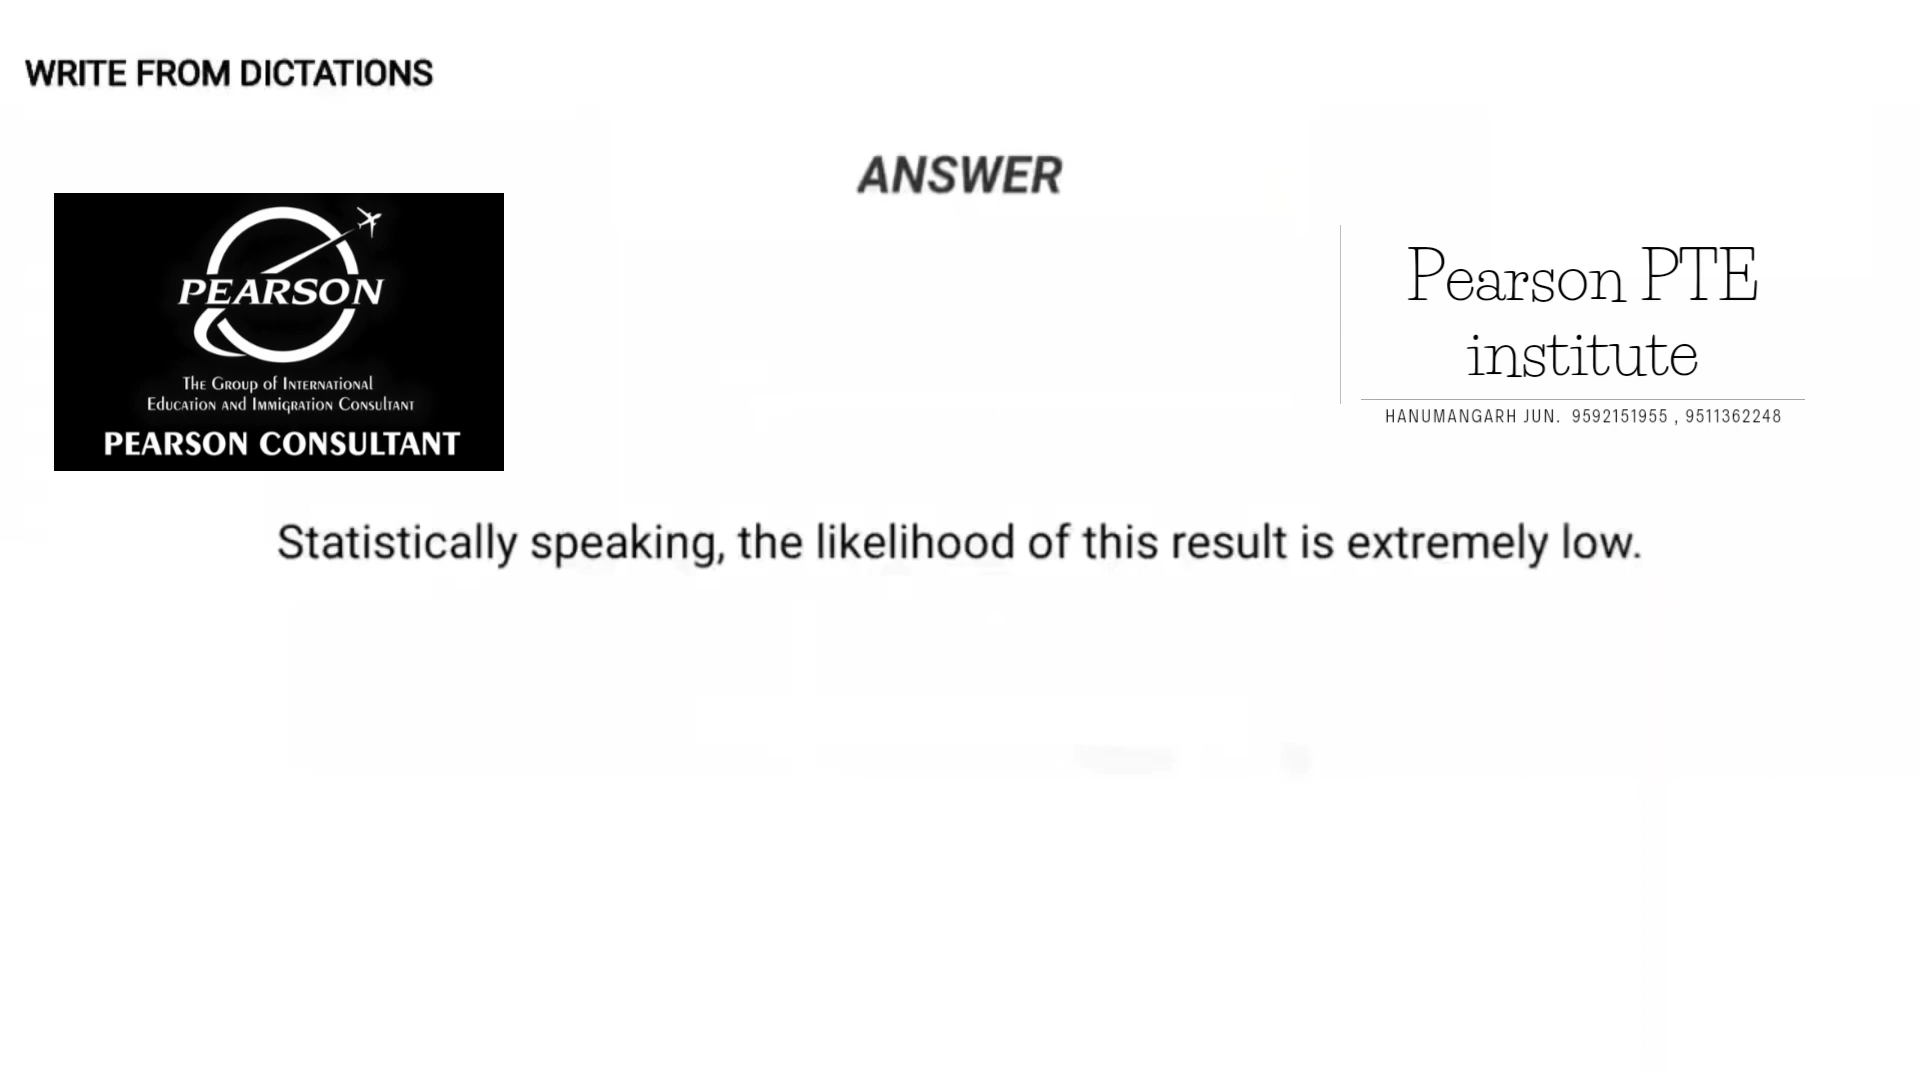 WRITE FROM DICTATIONS
ANSWER
PEARSON
The Group of International
Education and Immigration Consultant
PEARSON CONSULTANT
Pearson PTE
institute
HANUMANGARH JUN. 9592151955 , 9511362248
Statistically speaking, the likelihood of this result is extremely low.